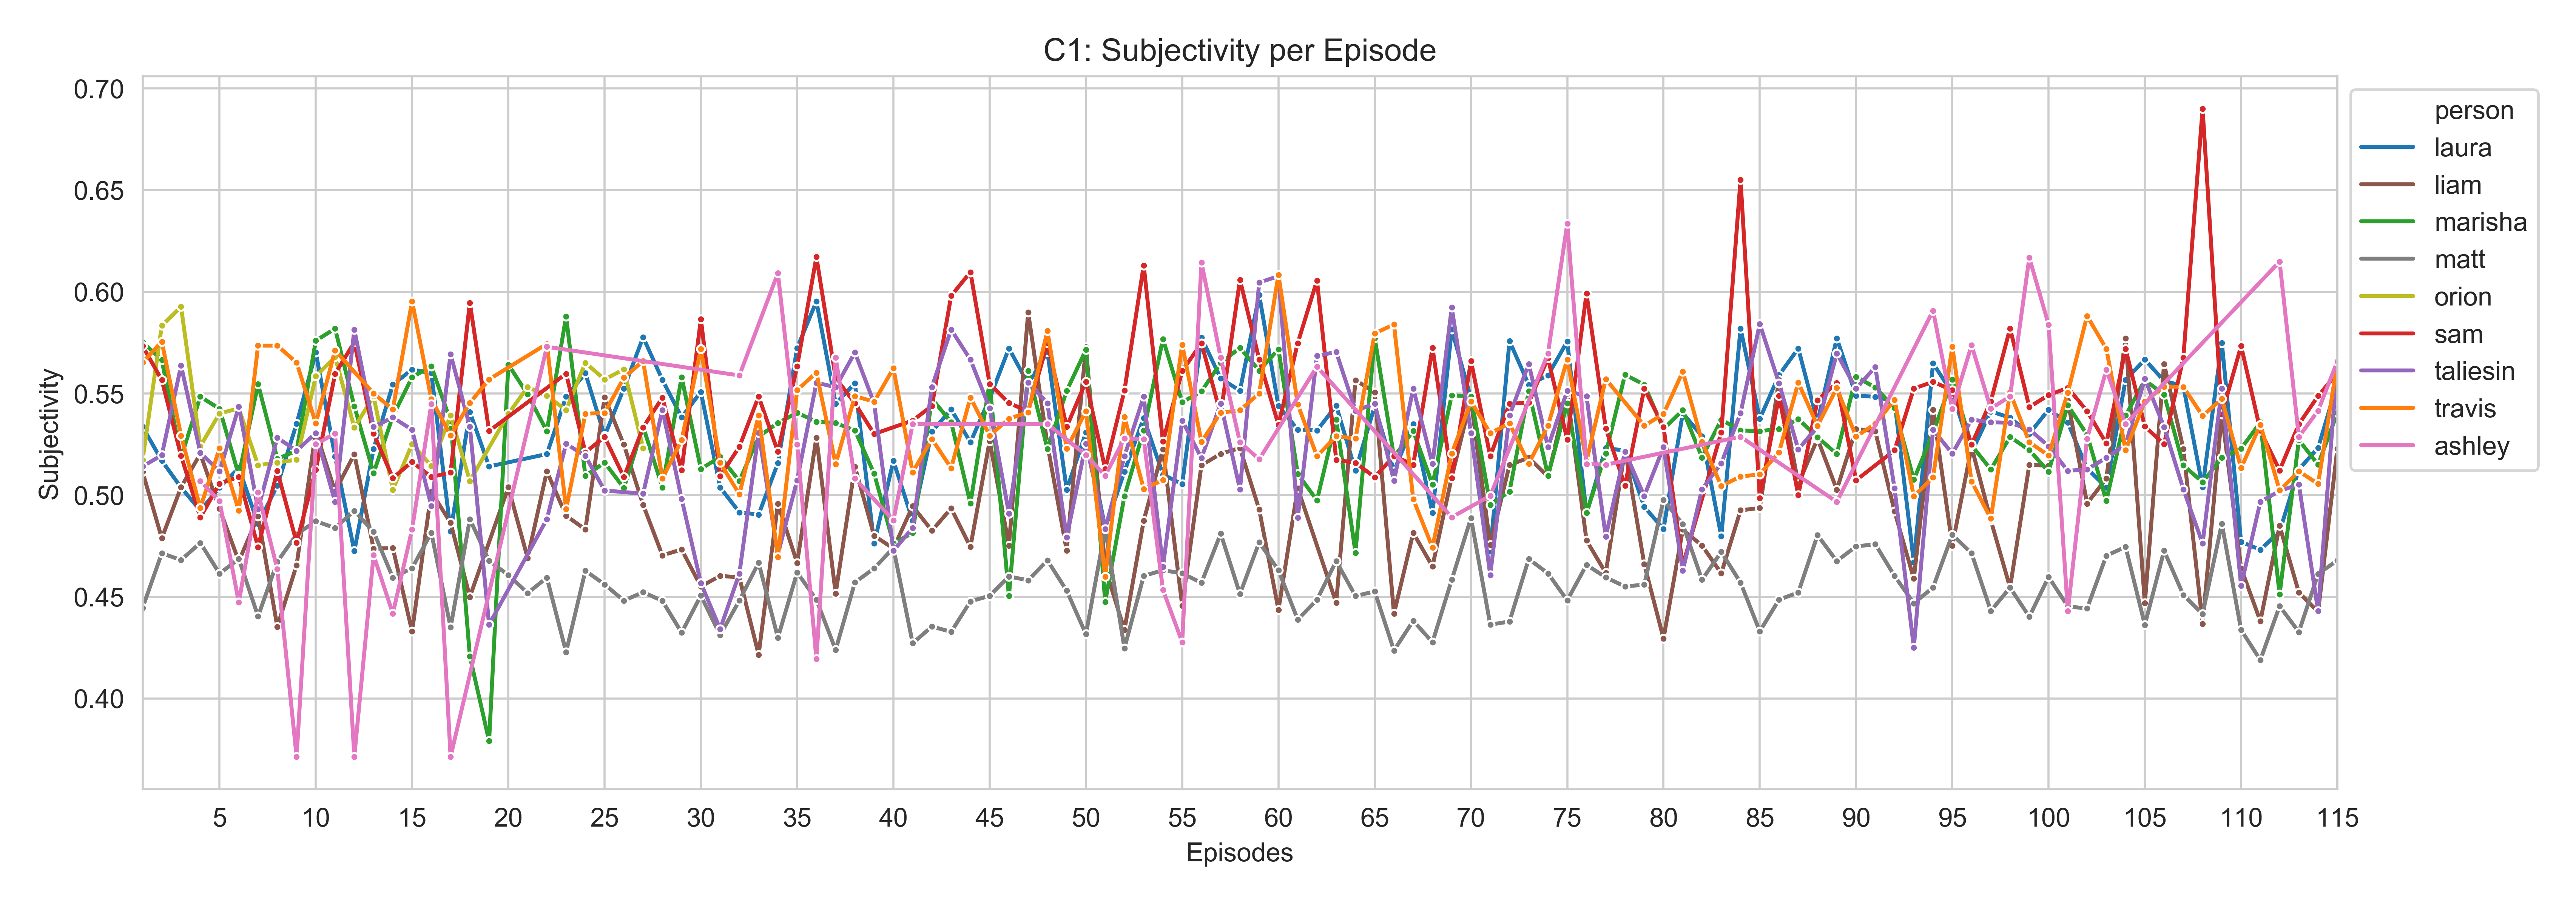 C1: Subjectivity per Episode
Subjectivity
0.70
0.65
0.60
0.55
0.50
0.45
0.40
5 10 15 20 25 30 35 40 45 50 55 60 65 70 75 80 85 90 95 100 105 110 115
Episodes
person
laura
liam
marisha
matt
orion
sam
taliesin
travis
ashley